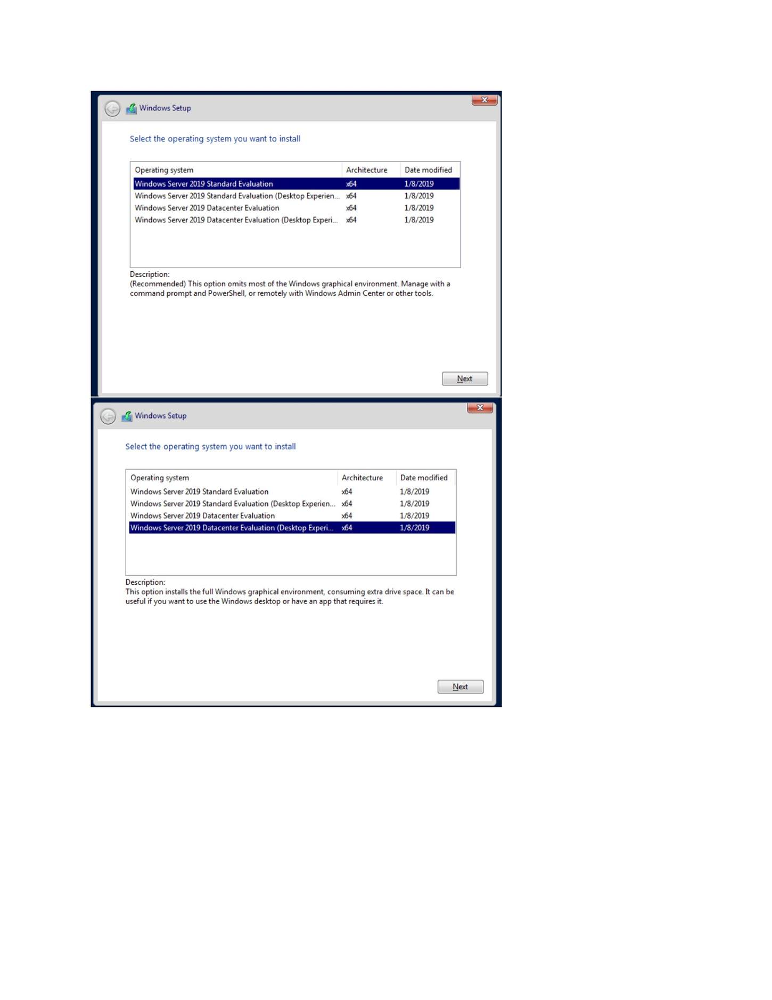 Windows Setup
Select the operating system you want to install
Operating system Architecture Date modified
Windows Server 2019 Standard Evaluation x64 1/8/2019
Windows Server 2019 Standard Evaluation (Desktop Experien... x64 1/8/2019
Windows Server 2019 Datacenter Evaluation x64 1/8/2019
Windows Server 2019 Datacenter Evaluation (Desktop Experi... x64 1/8/2019
Description:
(Recommended) This option omits most of the Windows graphical environment. Manage with a
command prompt and PowerShell, or remotely with Windows Admin Center or other tools.
Next
Windows Setup
Select the operating system you want to install
Operating system Architecture Date modified
Windows Server 2019 Standard Evaluation x64 1/8/2019
Windows Server 2019 Standard Evaluation (Desktop Experien... x64 1/8/2019
Windows Server 2019 Datacenter Evaluation x64 1/8/2019
Windows Server 2019 Datacenter Evaluation (Desktop Experi... x64 1/8/2019
Description:
This option installs the full Windows graphical environment, consuming extra drive space. It can be
useful if you want to use the Windows desktop or have an app that requires it.
Next